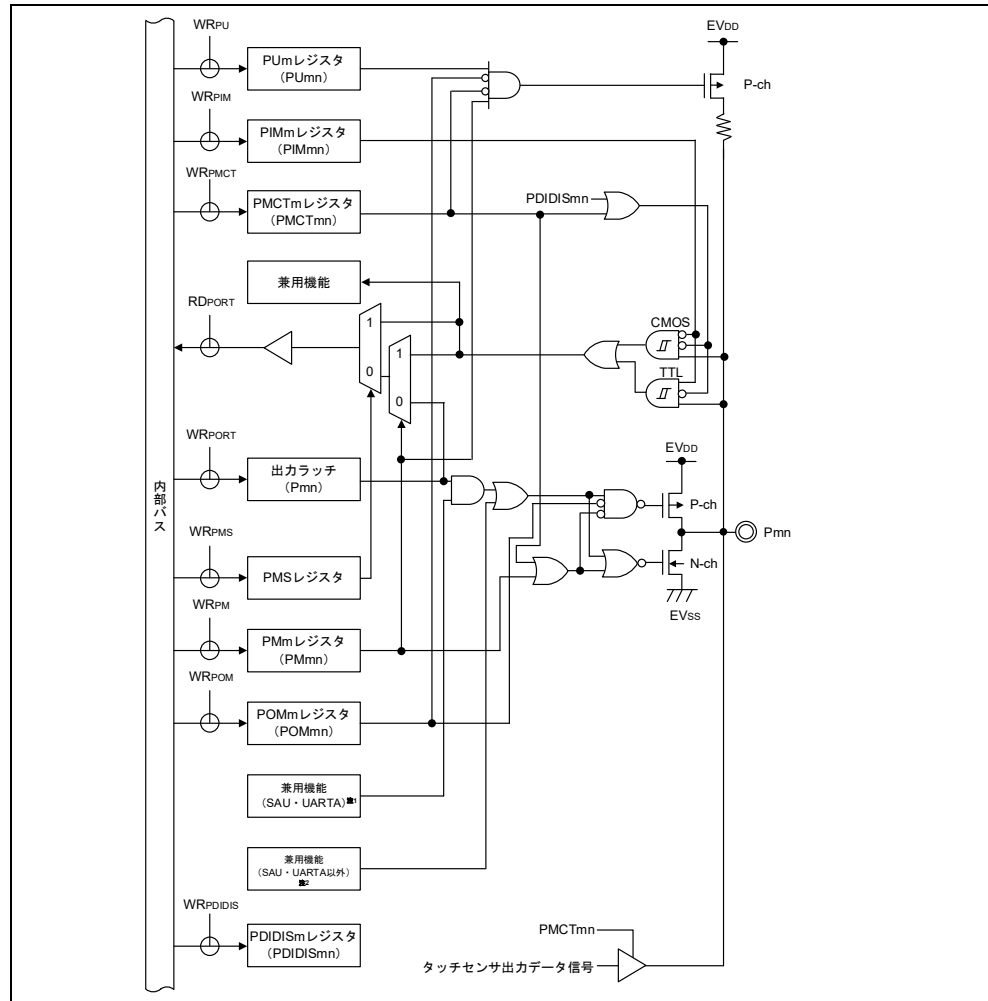 WRPU
PUmレジスタ
(PUmn)
EVDD
P-ch
WRPIM
PIMmレジスタ
(PIMmn)
WRPMCT
PMCTmレジスタ
(PMCTmn)
PDIDISmn
兼用機能
RDPORT
1
0
1
0
CMOS
TTL
WRPORT
出力ラッチ
(Pmn)
EVDD
P-ch
Pmn
N-ch
EVSS
内部バス
WRPMS
PMSレジスタ
WRPM
PMmレジスタ
(PMmn)
WRPOM
POMmレジスタ
(POMmn)
兼用機能
(SAU・UARTA)注1
兼用機能
(SAU・UARTA以外)
注2
WRPDIDIS
PDIDISmレジスタ
(PDIDISmn)
PMCTmn
タッチセンサ出力データ信号